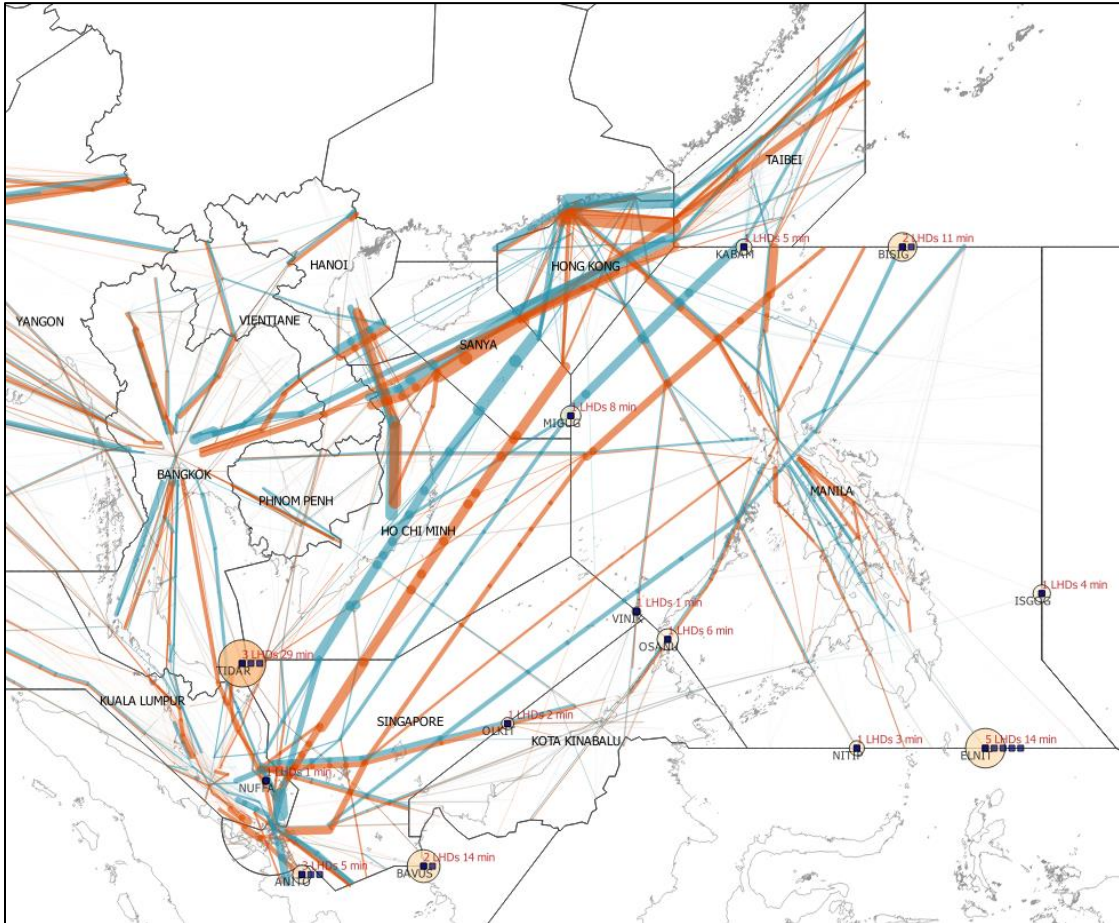 TAIBEI
1 LHDs 5 min
KABAM
2 LHDs 11 min
BISIG
HONG KONG
HANOI
YANGON
VIENTIANE
SANYA
1 LHDs 8 min
MIGUG
BANGKOK
PHNOM PENH
MANILA
HO CHI MINH
1 LHDs 4 min
ISGOG
1 LHDs 1 min
VINIK
1 LHDs 6 min
OSANU
3 LHDs 29 min
TIDAR
KUALA LUMPUR
1 LHDs 2 min
OLKIT
SINGAPORE
KOTA KINABALU
1 LHDs 3 min
NITIP
5 LHDs 14 min
ELNIT
1 LHDs 1 min
NUFFA
3 LHDs 5 min
ANITO
2 LHDs 14 min
BAVUS